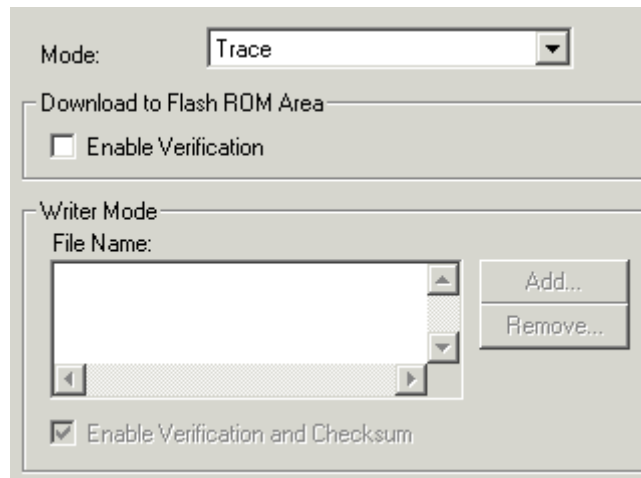 Mode:
Trace
Download to Flash ROM Area
Enable Verification
Writer Mode
File Name:
Add...
Remove...
Enable Verification and Checksum